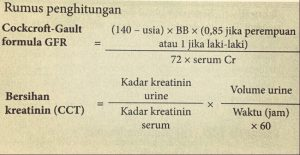 Rumus penghitungan
Cockcroft-Gault formula GFR = (140 – usia) × BB × (0,85 jika perempuan
atau 1 jika laki-laki)
72 × serum Cr
Bersihan kreatinin (CCT) = Kadar kreatinin urine
Kadar kreatinin serum
× Volume urine
Waktu (jam) × 60